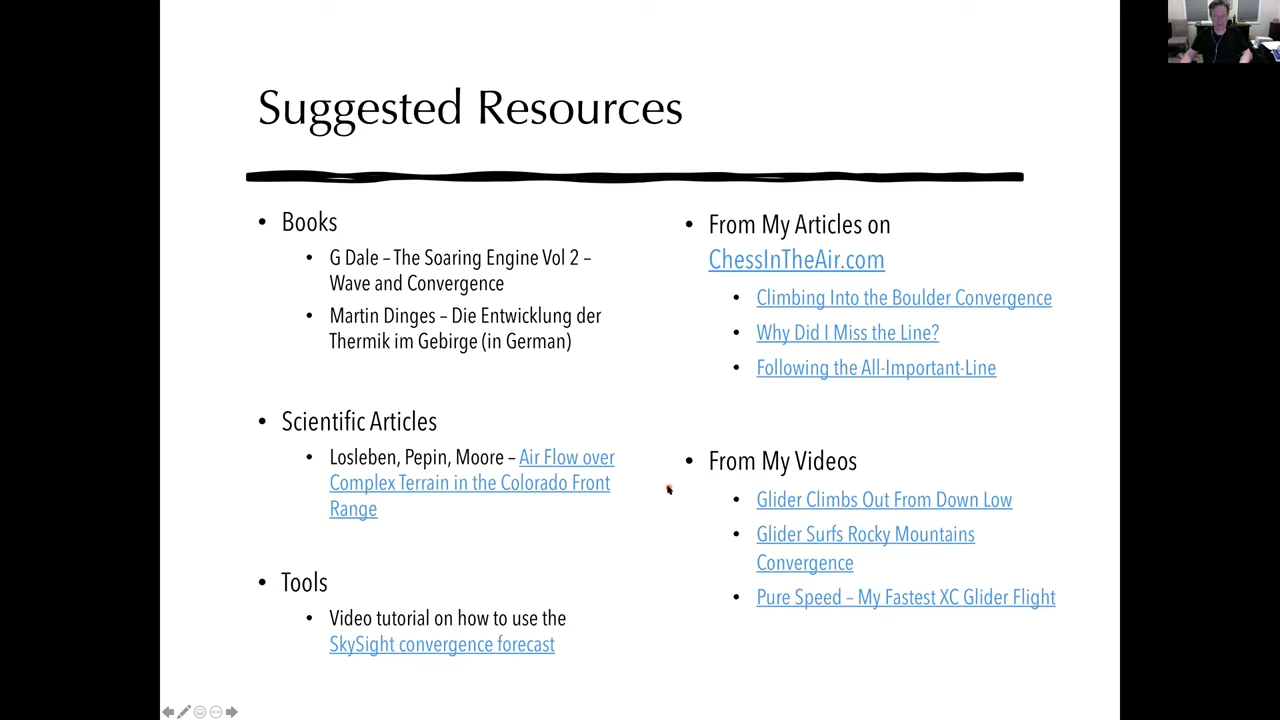 Suggested Resources
• Books
• G Dale – The Soaring Engine Vol 2 –
Wave and Convergence
• Martin Dinges – Die Entwicklung der
Thermik im Gebirge (in German)
• Scientific Articles
• Losleben, Pepin, Moore – Air Flow over
Complex Terrain in the Colorado Front
Range
• Tools
• Video tutorial on how to use the
SkySight convergence forecast
• From My Articles on
ChessInTheAir.com
• Climbing Into the Boulder Convergence
• Why Did I Miss the Line?
• Following the All-Important-Line
• From My Videos
• Glider Climbs Out From Down Low
• Glider Surfs Rocky Mountains
Convergence
• Pure Speed – My Fastest XC Glider Flight